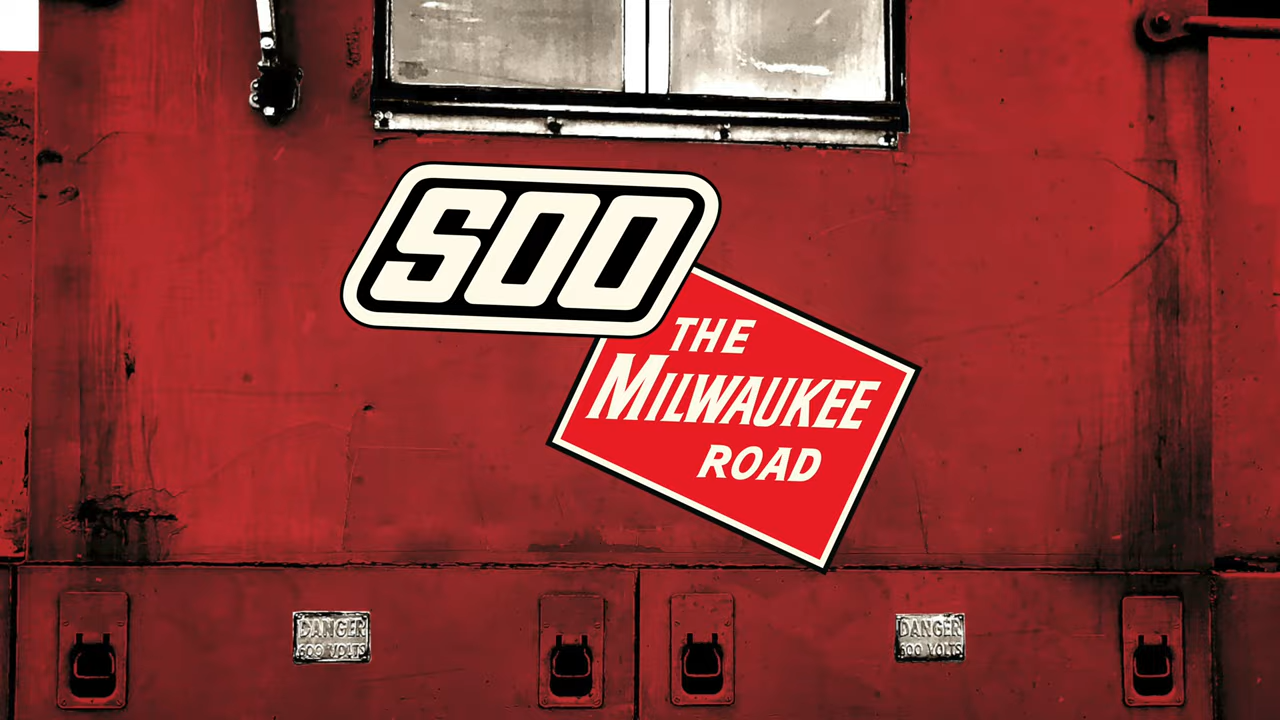 SOO
THE
MILWAUKEE
ROAD
DANGER
600 VOLTS
DANGER
600 VOLTS